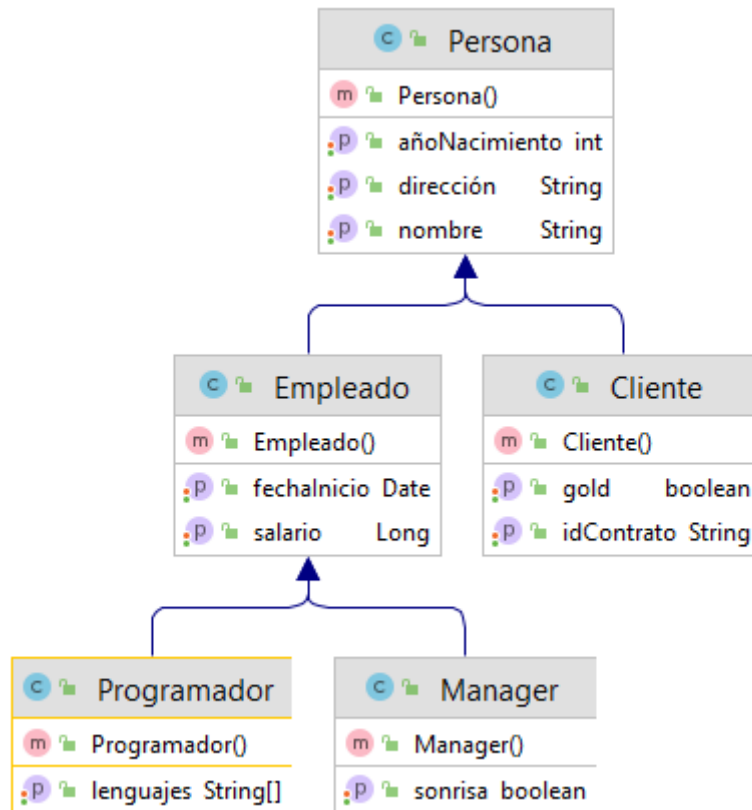 Persona
Persona()
añoNacimiento int
dirección String
nombre String
Empleado
Empleado()
fechaInicio Date
salario Long
Cliente
Cliente()
gold boolean
idContrato String
Programador
Programador()
lenguajes String[]
Manager
Manager()
sonrisa boolean